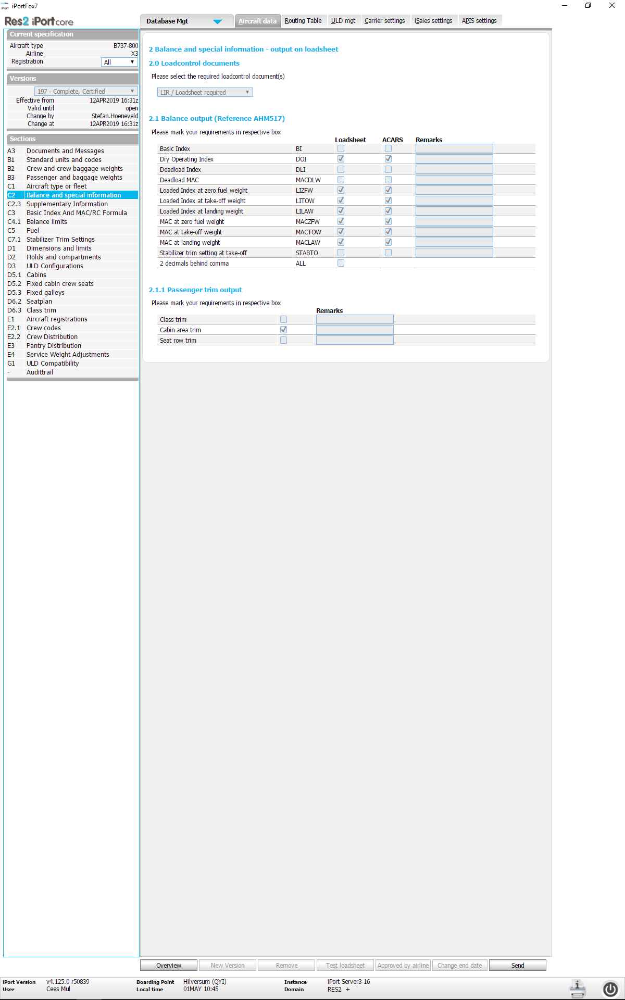 iPortFox7
Res2 iPortcore
Database Mgt
Aircraft data
Routing Table
ULD mgt
Carrier settings
iSales settings
APIS settings
Current specification
Aircraft type B737-800
Airline X3
Registration All
Versions
197 - Complete, Certified
Effective from 12APR2019 16:31z
Valid until open
Change by Stefan.Hoeneveld
Change at 12APR2019 16:31z
Sections
A3 Documents and Messages
B1 Standard units and codes
B2 Crew and crew baggage weights
B3 Passenger and baggage weights
C1 Aircraft type or fleet
C2 Balance and special information
C2.3 Supplementary Information
C3 Basic Index And MAC/RC Formula
C4.1 Balance limits
C5 Fuel
C7.1 Stabilizer Trim Settings
D1 Dimensions and limits
D2 Holds and compartments
D3 ULD Configurations
D5.1 Cabins
D5.2 Fixed cabin crew seats
D5.3 Fixed galleys
D6.2 Seatplan
D6.3 Class trim
E1 Aircraft registrations
E2.1 Crew codes
E2.2 Crew Distribution
E3 Pantry Distribution
E4 Service Weight Adjustments
G1 ULD Compatibility
- Audittrail
2 Balance and special information - output on loadsheet
2.0 Loadcontrol documents
Please select the required loadcontrol document(s)
LIR / Loadsheet required
2.1 Balance output (Reference AHM517)
Please mark your requirements in respective box
Loadsheet ACARS Remarks
Basic Index BI
Dry Operating Index DOI
Deadload Index DLI
Deadload MAC MACDLW
Loaded Index at zero fuel weight LIZFW
Loaded Index at take-off weight LITOW
Loaded Index at landing weight LILAW
MAC at zero fuel weight MACZFW
MAC at take-off weight MACTOW
MAC at landing weight MACLAW
Stabilizer trim setting at take-off STABTO
2 decimals behind comma ALL
2.1.1 Passenger trim output
Please mark your requirements in respective box
Remarks
Class trim
Cabin area trim
Seat row trim
Overview
New Version
Remove
Test loadsheet
Approved by airline
Change end date
Send
iPort Version v4.125.0 r50839 Boarding Point Hilversum (QYI) Instance iPort Server3-16
User Cees Mul Local time 01MAY 10:45 Domain RES2 +